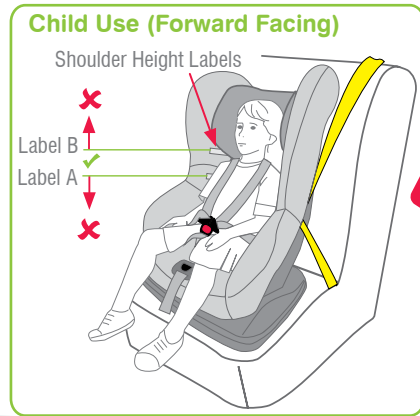 Child Use (Forward Facing)
Shoulder Height Labels
Label B
Label A